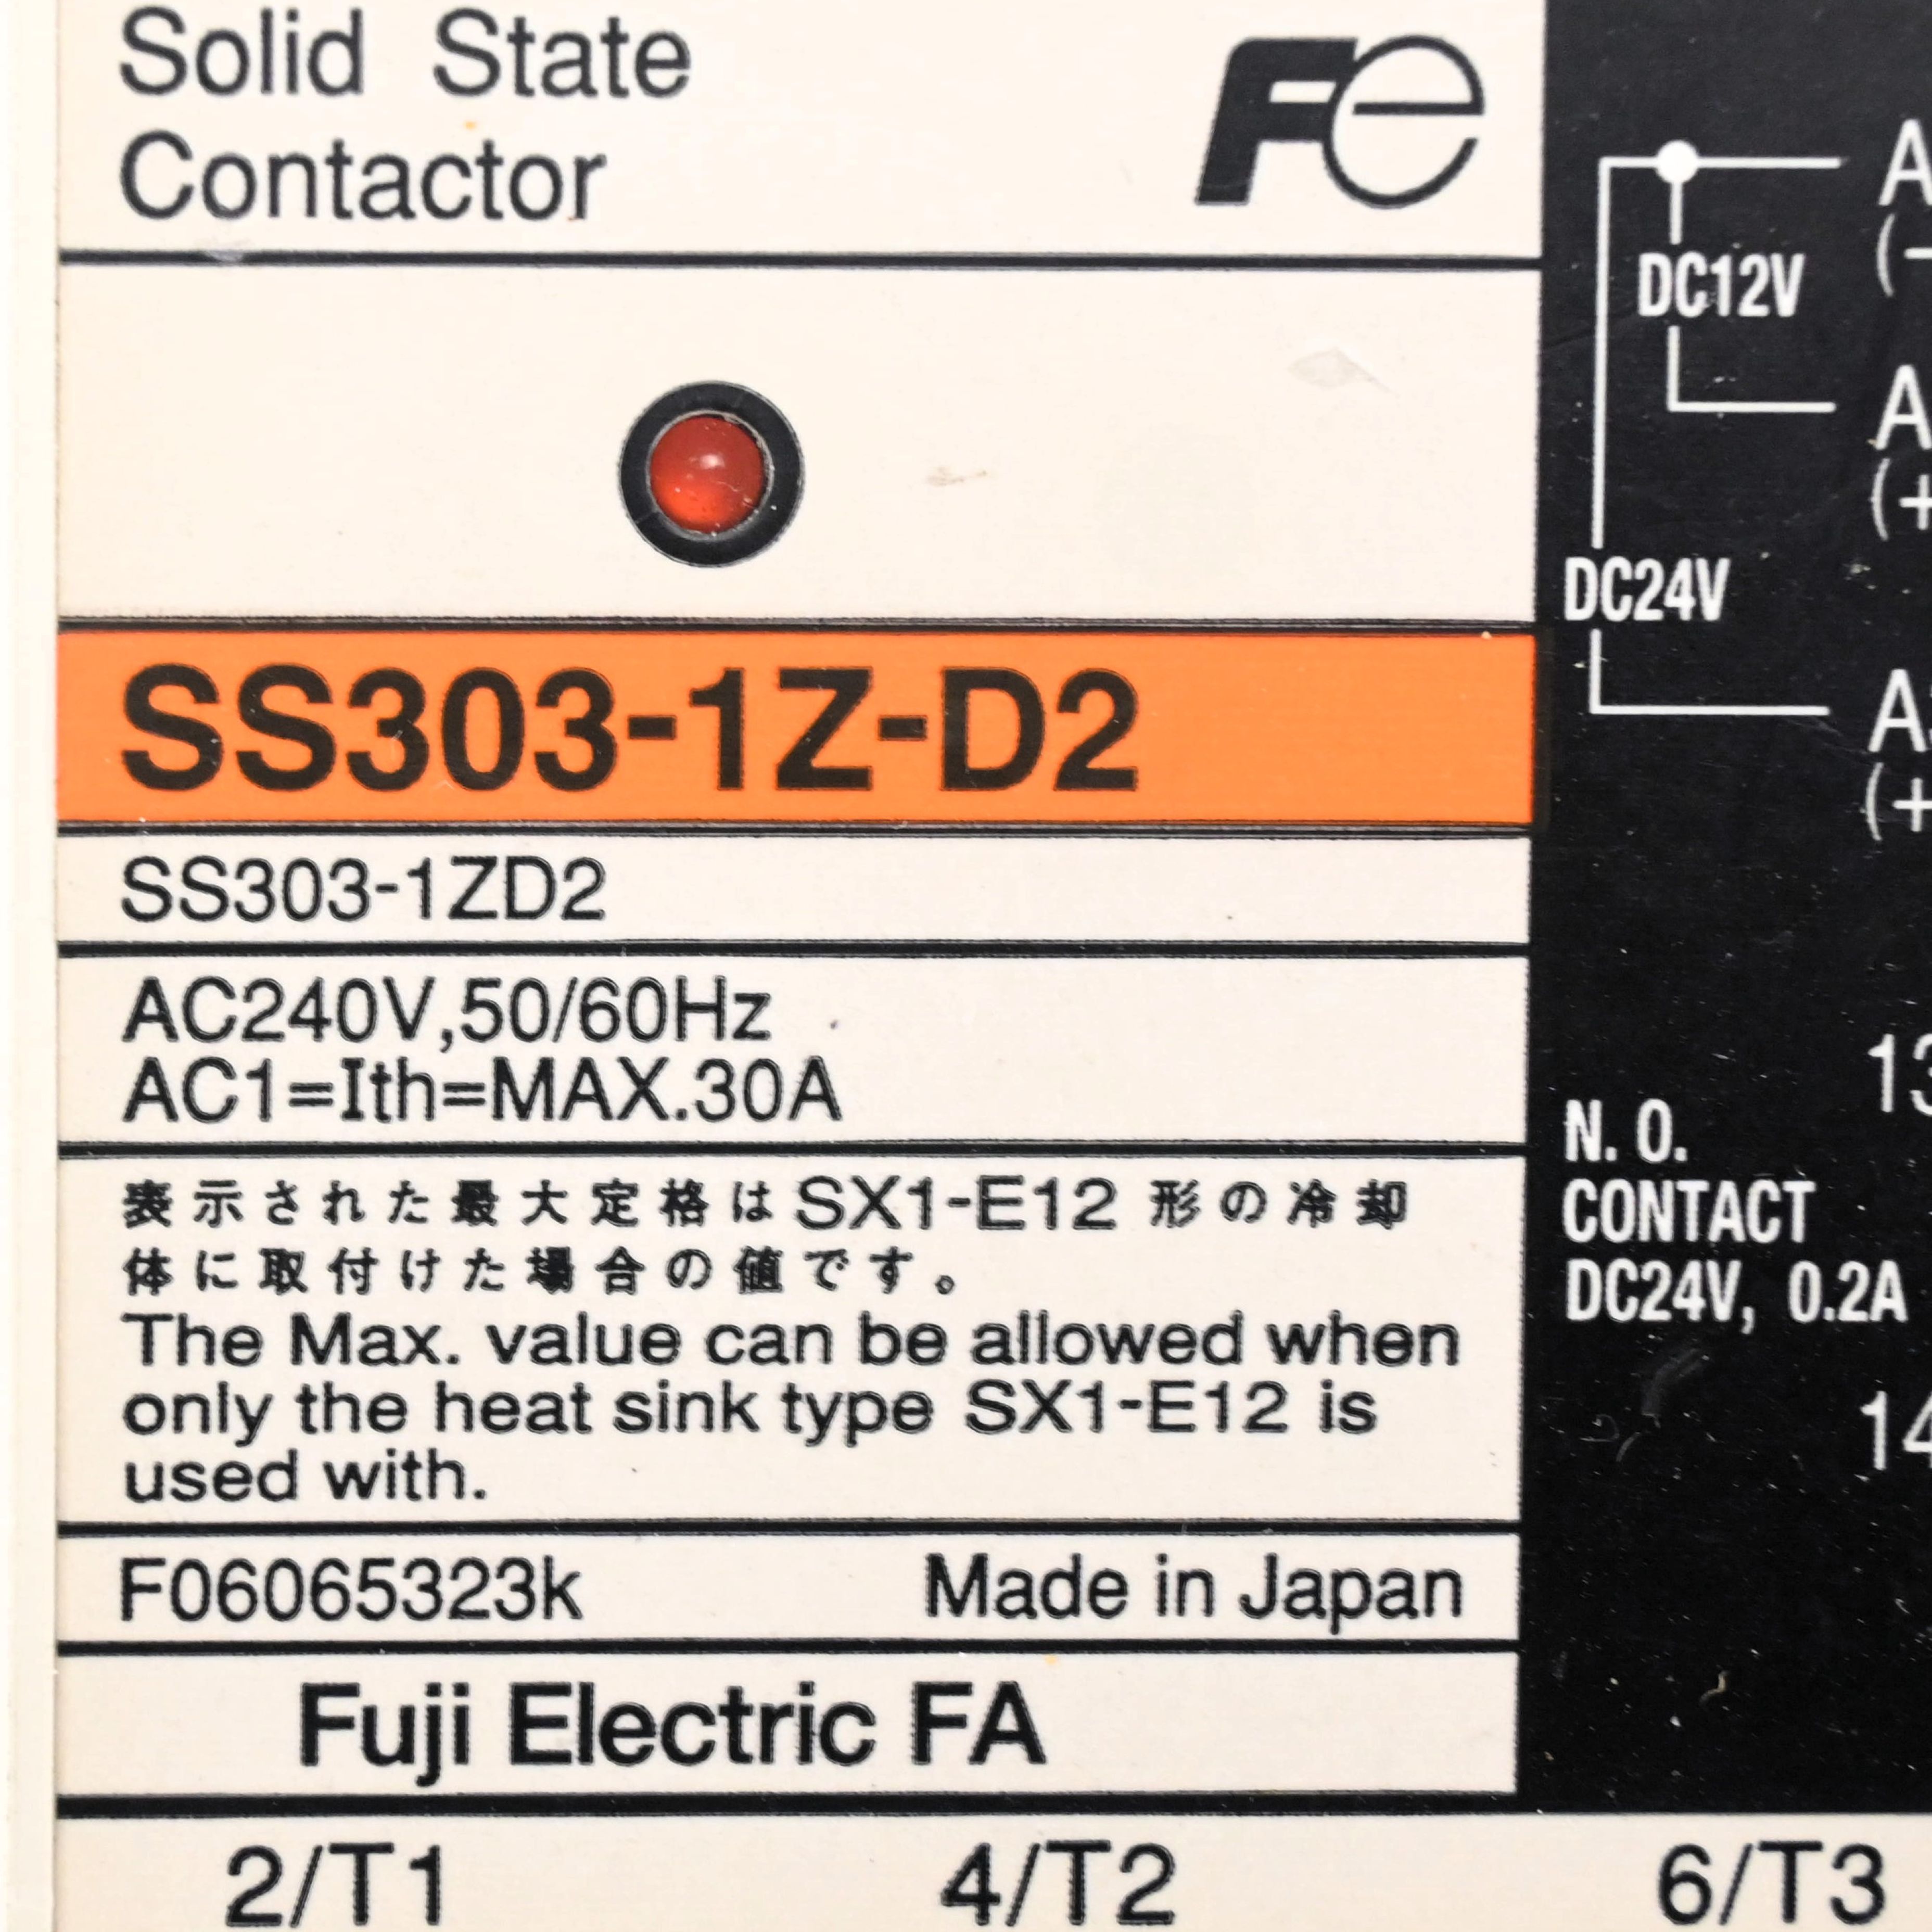 Solid State
Contactor
Fe
SS303-1Z-D2
SS303-1ZD2
AC240V,50/60Hz
AC1=Ith=MAX.30A
表示された最大定格はSX1-E12形の冷却
体に取付けた場合の値です。
The Max. value can be allowed when
only the heat sink type SX1-E12 is
used with.
F06065323k Made in Japan
Fuji Electric FA
2/T1 4/T2 6/T3
DC12V
DC24V
13
N. O.
CONTACT
DC24V, 0.2A
14